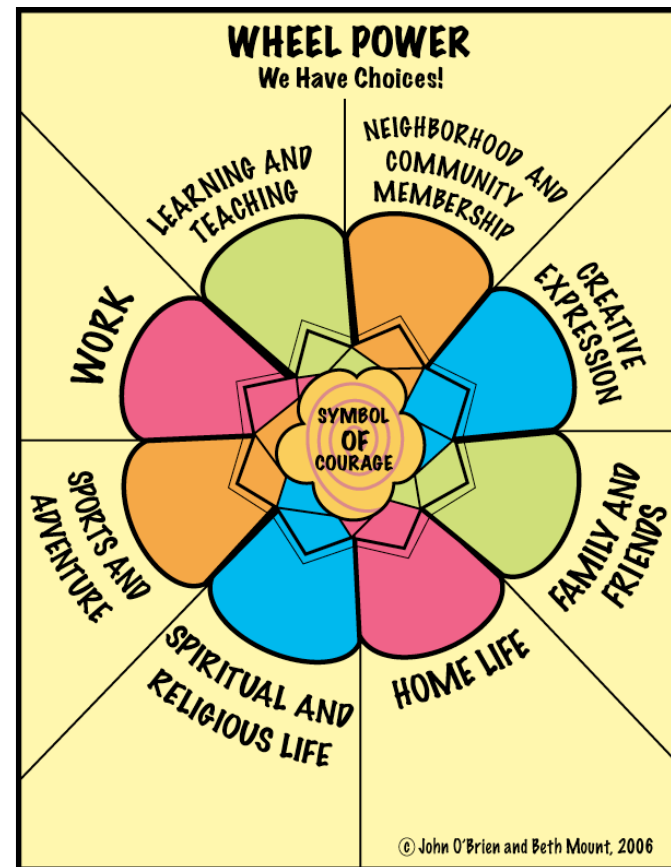 WHEEL POWER
We Have Choices!
LEARNING AND
TEACHING
NEIGHBORHOOD AND
COMMUNITY
MEMBERSHIP
CREATIVE
EXPRESSION
FAMILY AND
FRIENDS
HOME LIFE
SPIRITUAL AND
RELIGIOUS LIFE
SPORTS AND
ADVENTURE
WORK
SYMBOL
OF
COURAGE
© John O'Brien and Beth Mount, 2006